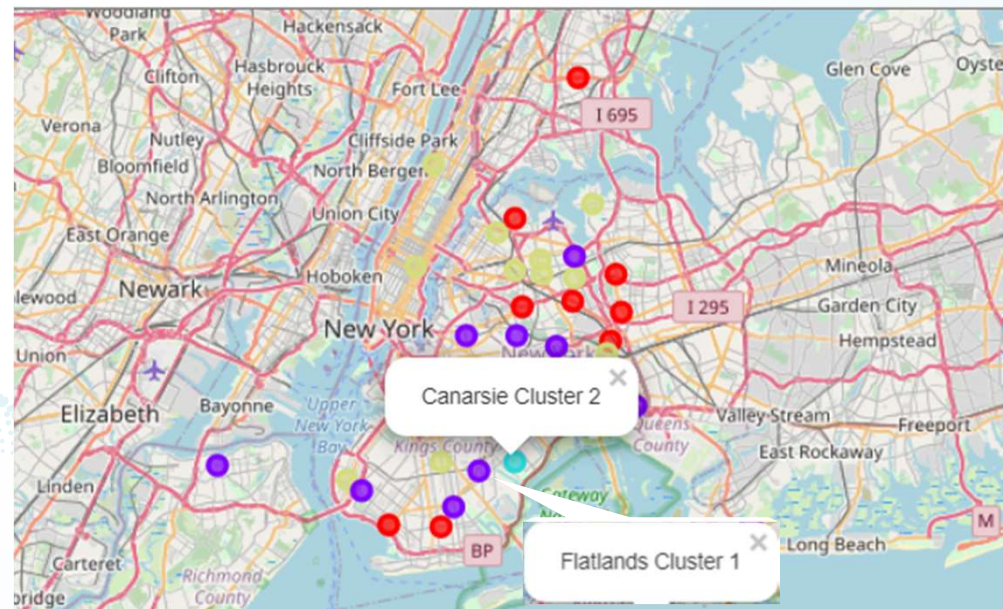 Woodland
Park
Hackensack
Clifton
Hasbrouck
Heights
Fort Lee
Glen Cove
Oyste
I 695
Verona
Nutley
Cliffside Park
Bloomfield
North Bergen
North Arlington
Union City
East Orange
Mineola
Hoboken
lewood
Newark
I 295
Garden City
New York
Hempstead
New York
Union
Canarsie Cluster 2
×
Elizabeth
Bayonne
Upper
New York
Bay
Kings County
Queens
County
Valley Stream
Freeport
East Rockaway
Linden
Gateway
BP
M
Flatlands Cluster 1
×
Long Beach
Carteret
Richmond
County
bridge